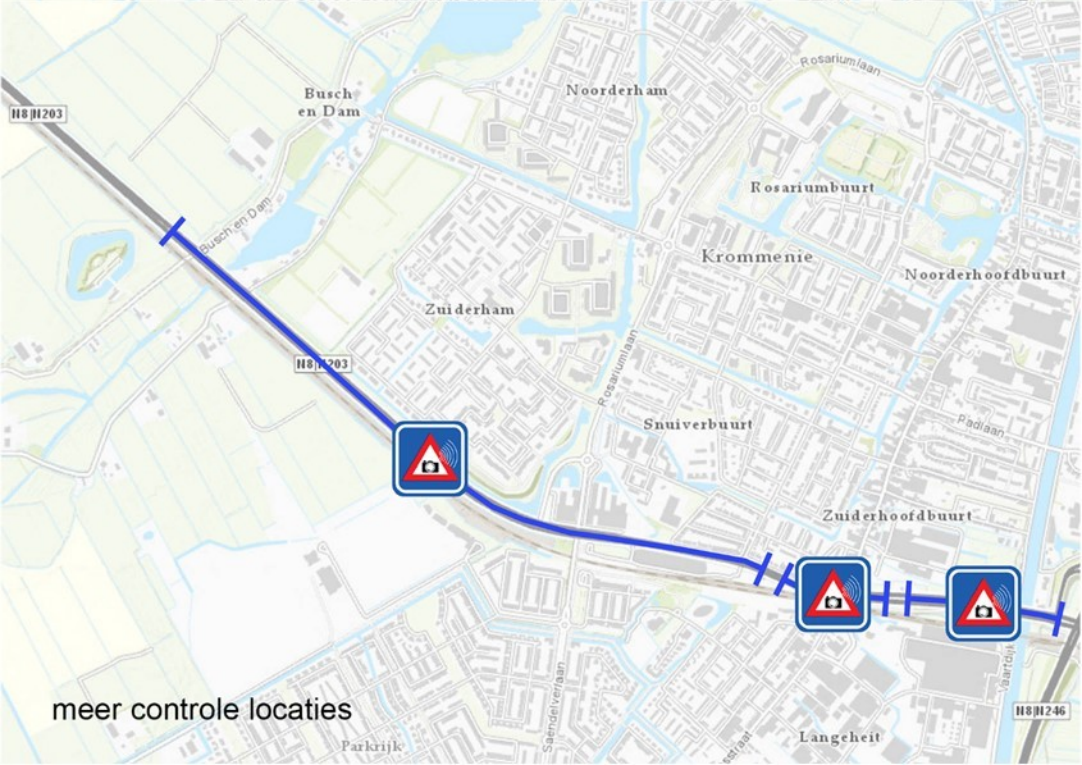 Rosariumlaan
Noorderham
Busch
en Dam
N8|N203
Rosariumbuurt
Busch en Dam
Krommenie
Noorderhoofdbuurt
Zuiderham
N8|N203
Rosariumlaan
Snuiverbuurt
Padlaan
Zuiderhoofdbuurt
Vaartdijk
Saendelverlaan
meer controle locaties
N8|N246
Parkrijk
straat
Langeheit